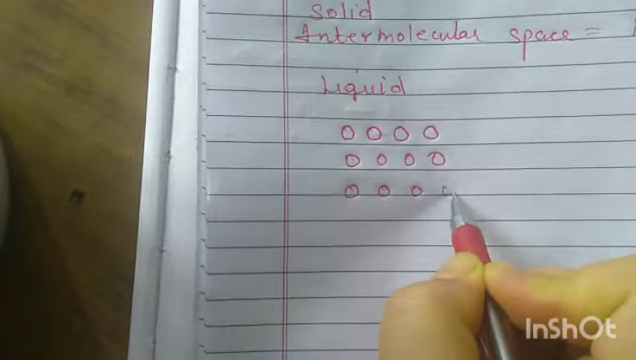 Solid
Intermolecular space =
Liquid
InShOt